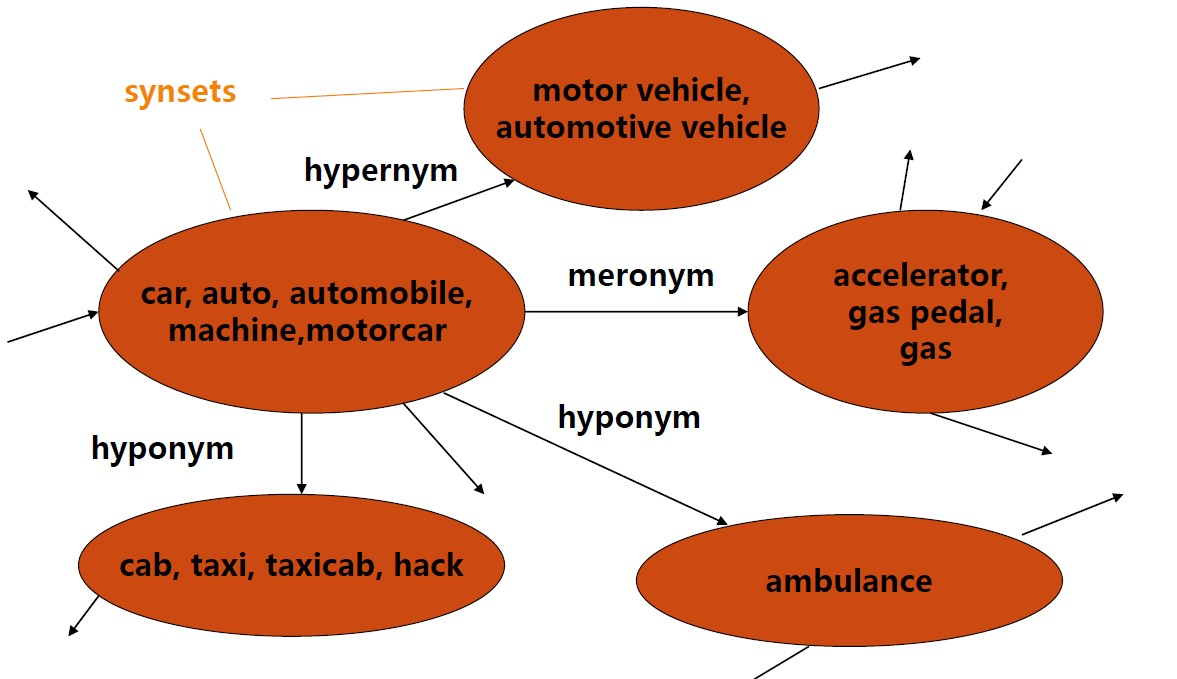 synsets
motor vehicle,
automotive vehicle
hypernym
car, auto, automobile,
machine,motorcar
meronym
accelerator,
gas pedal,
gas
hyponym
hyponym
cab, taxi, taxicab, hack
ambulance